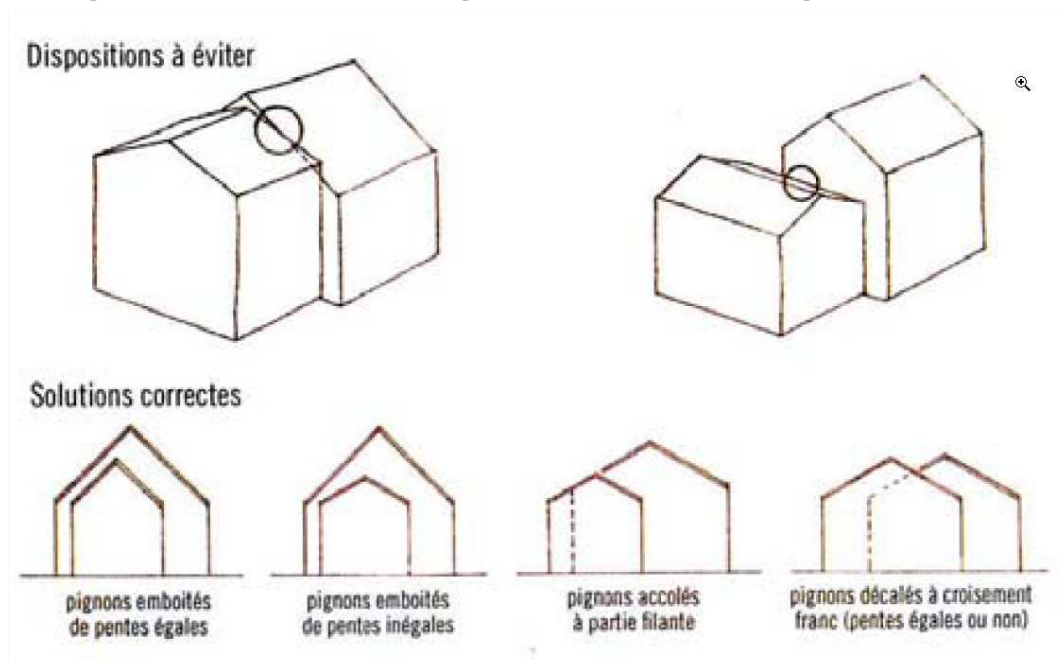 Dispositions à éviter
Solutions correctes
pignons emboités
de pentes égales
pignons emboités
de pentes inégales
pignons accolés
à partie filante
pignons décalés à croisement
franc (pentes égales ou non)